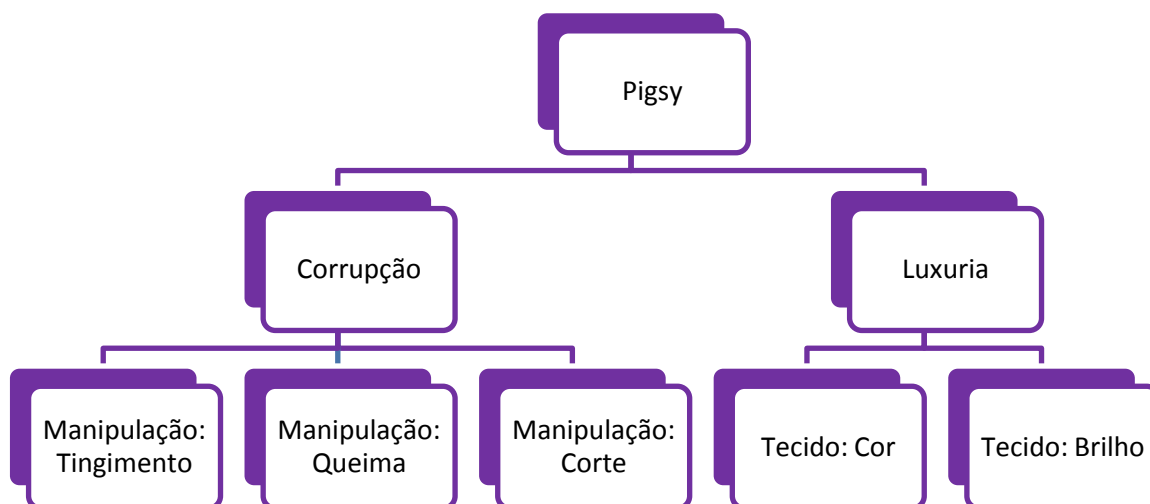 Pigsy
Corrupção
Luxuria
Manipulação:
Tingimento
Manipulação:
Queima
Manipulação:
Corte
Tecido: Cor
Tecido: Brilho